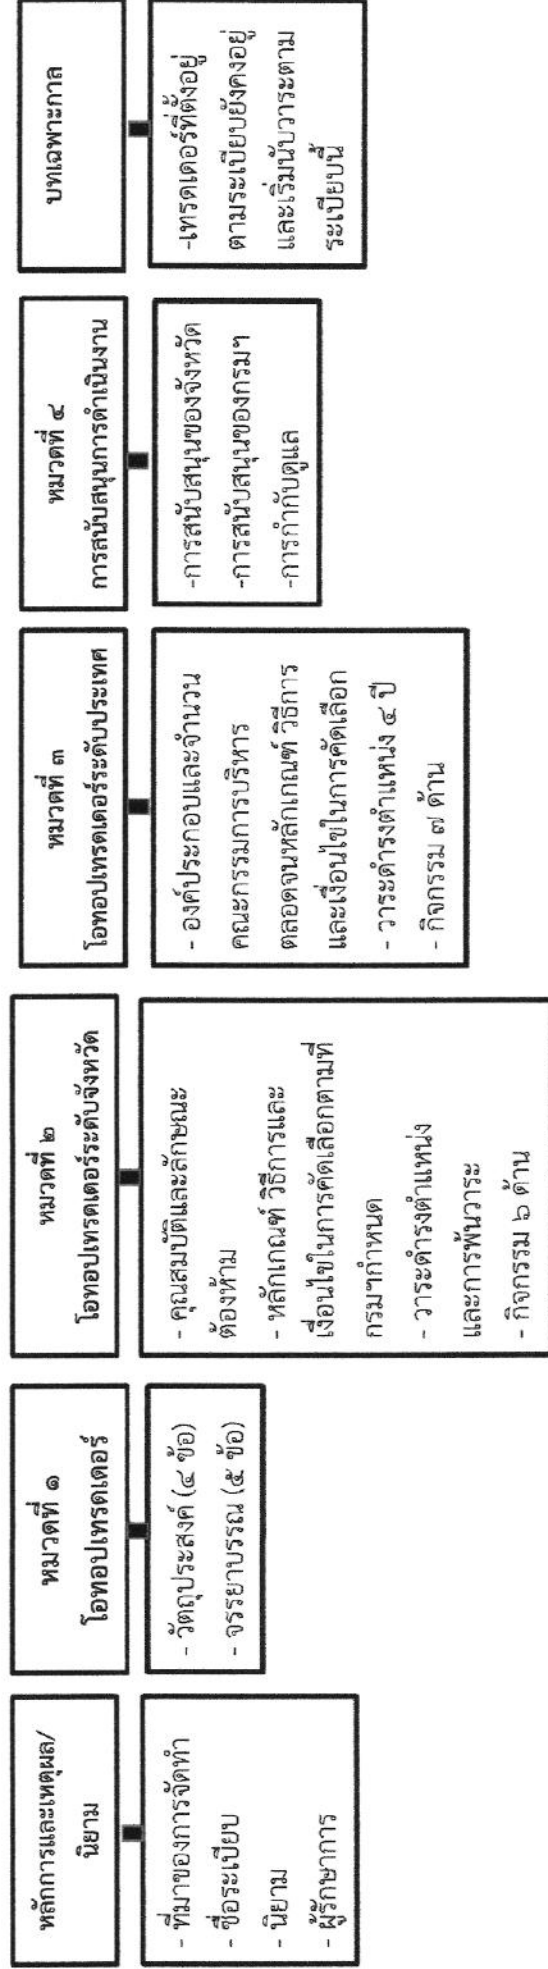 หลักการและเหตุผล/
นิยาม
- ที่มาของการจัดทำ
- ชื่อระเบียบ
- นิยาม
- ผู้รักษาการ
หมวดที่ ๑
โอทอปเทรดเดอร์
- วัตถุประสงค์ (๔ ข้อ)
- จรรยาบรรณ (๕ ข้อ)
หมวดที่ ๒
โอทอปเทรดเดอร์ระดับจังหวัด
- คุณสมบัติและลักษณะ
ต้องห้าม
- หลักเกณฑ์ วิธีการและ
เงื่อนไขในการคัดเลือกตามที่
กรมฯกำหนด
- วาระดำรงตำแหน่ง
และการพ้นวาระ
- กิจกรรม ๖ ด้าน
หมวดที่ ๓
โอทอปเทรดเดอร์ระดับประเทศ
- องค์ประกอบและจำนวน
คณะกรรมการบริหาร
ตลอดจนหลักเกณฑ์ วิธีการ
และเงื่อนไขในการคัดเลือก
- วาระดำรงตำแหน่ง ๔ ปี
- กิจกรรม ๗ ด้าน
หมวดที่ ๔
การสนับสนุนการดำเนินงาน
-การสนับสนุนของจังหวัด
-การสนับสนุนของกรมฯ
-การกำกับดูแล
บทเฉพาะกาล
-เทรดเดอร์ที่ตั้งอยู่
ตามระเบียบยังคงอยู่
และเริ่มนับวาระตาม
ระเบียบนี้